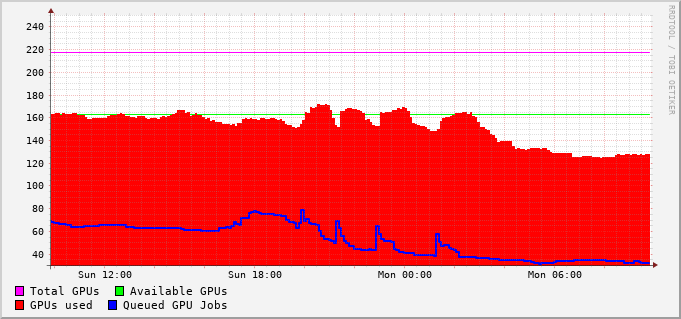 240
220
200
180
160
140
120
100
80
60
40
Sun 12:00 Sun 18:00 Mon 00:00 Mon 06:00
Total GPUs Available GPUs
GPUs used Queued GPU Jobs
RRDTOOL / TOBI OETIKER